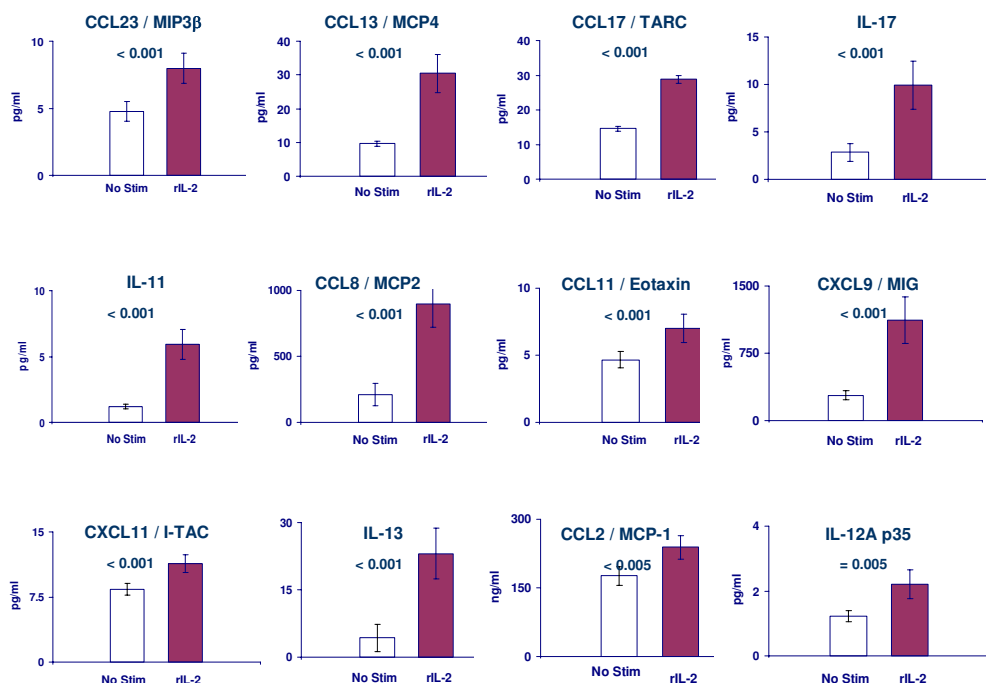 CCL23 / MIP3β
< 0.001
10
5
0
pg/ml
No Stim rIL-2
CCL13 / MCP4
< 0.001
40
30
20
10
0
pg/ml
No Stim rIL-2
CCL17 / TARC
< 0.001
40
30
20
10
0
pg/ml
No Stim rIL-2
IL-17
< 0.001
15
10
5
0
pg/ml
No Stim rIL-2
IL-11
< 0.001
10
5
0
pg/ml
No Stim rIL-2
CCL8 / MCP2
< 0.001
1000
500
0
pg/ml
No Stim rIL-2
CCL11 / Eotaxin
< 0.001
10
5
0
pg/ml
No Stim rIL-2
CXCL9 / MIG
< 0.001
1500
750
0
pg/ml
No Stim rIL-2
CXCL11 / I-TAC
< 0.001
15
7.5
0
pg/ml
No Stim rIL-2
IL-13
< 0.001
30
15
0
pg/ml
No Stim rIL-2
CCL2 / MCP-1
< 0.005
300
150
0
ng/ml
No Stim rIL-2
IL-12A p35
= 0.005
4
2
0
pg/ml
No Stim rIL-2